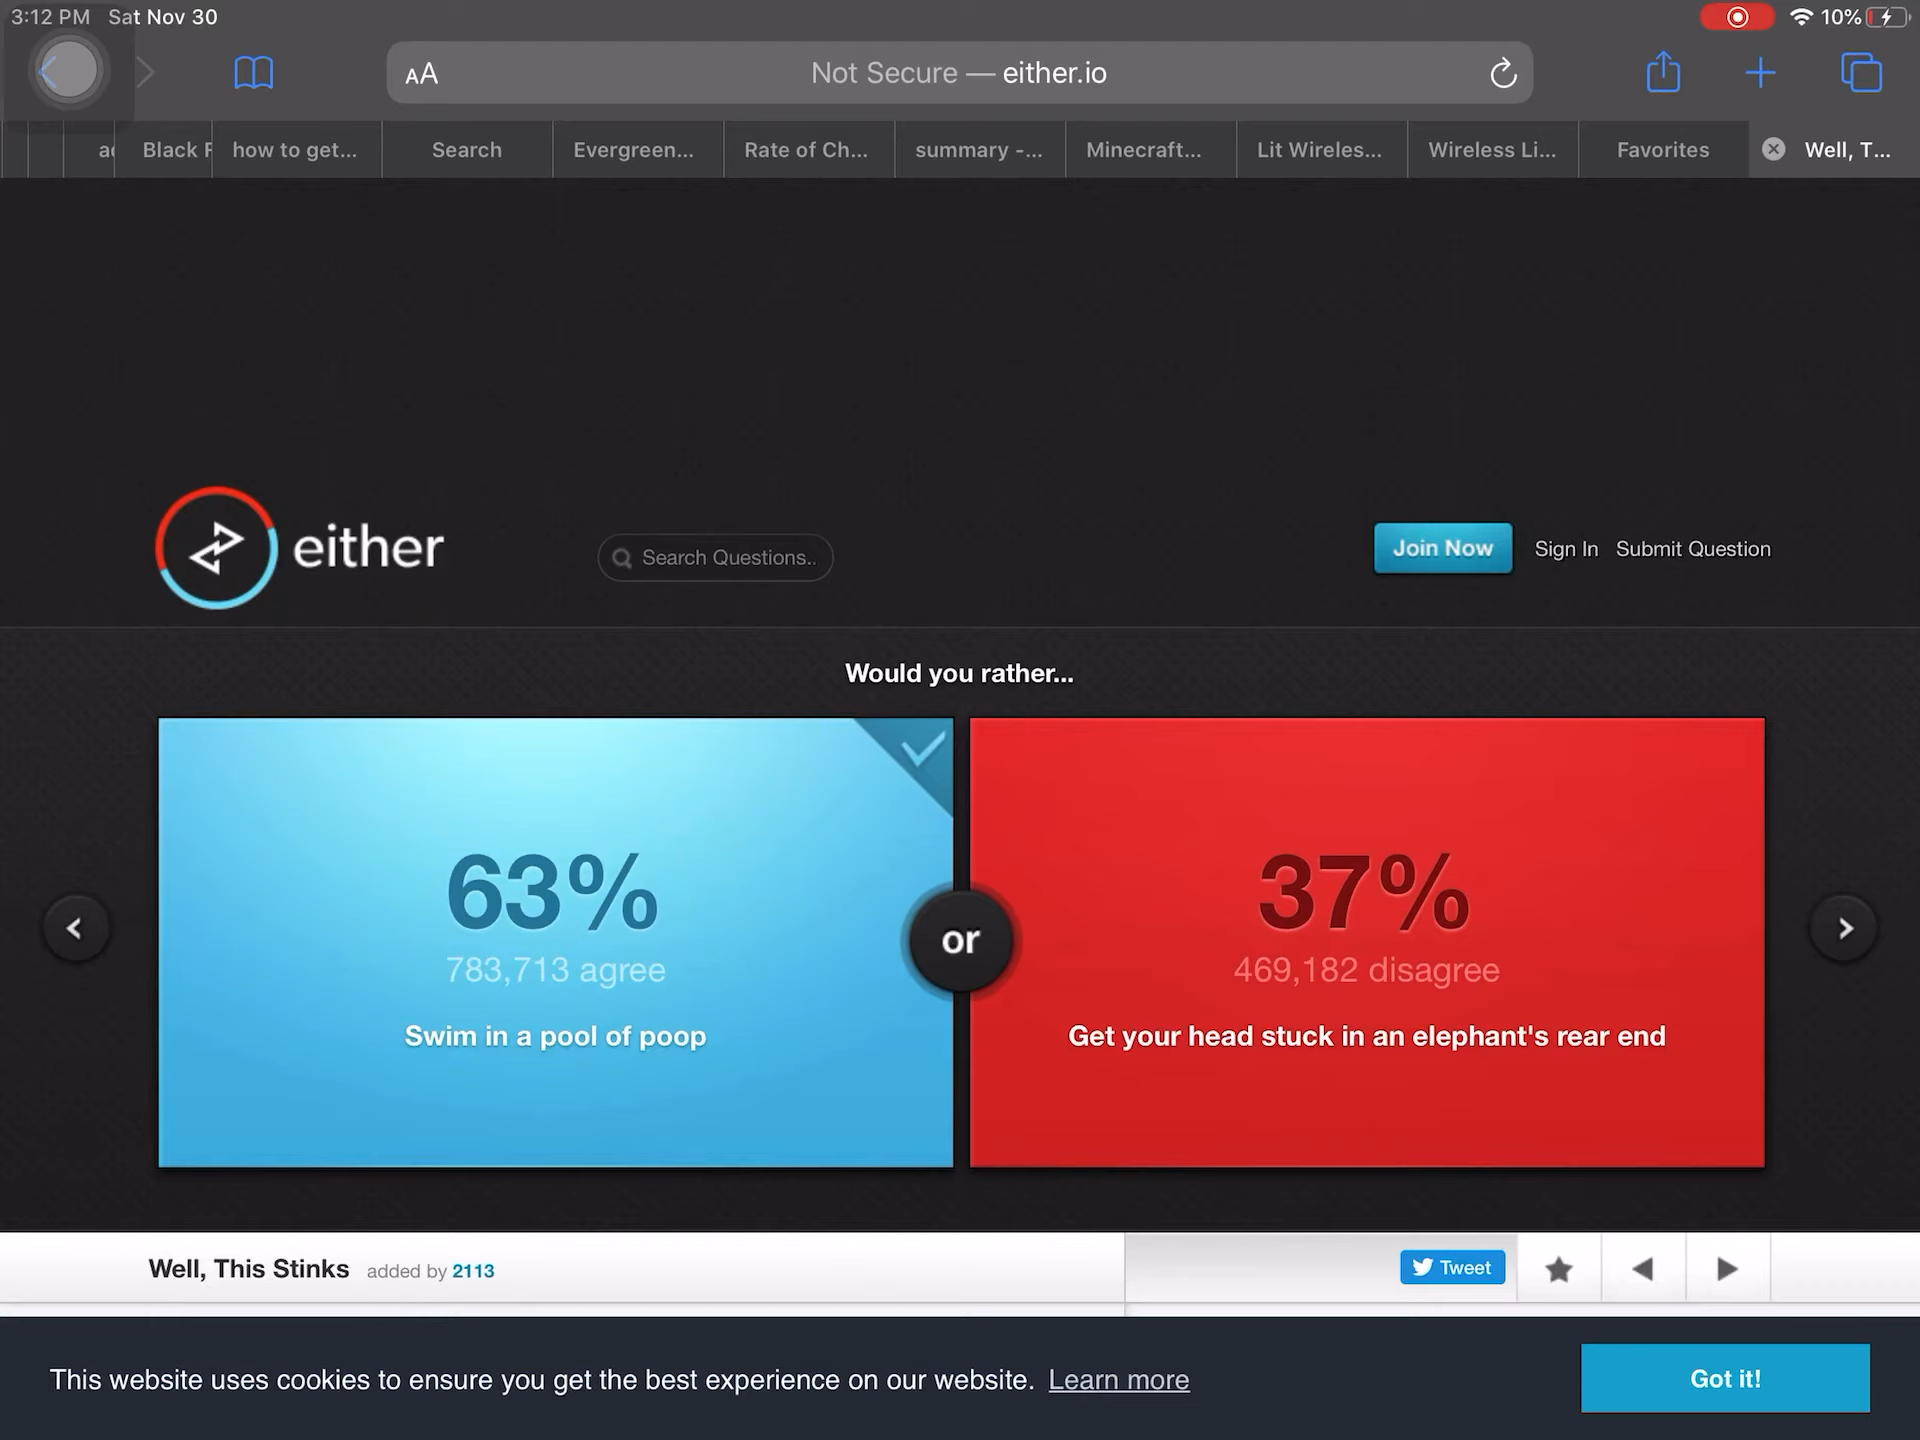 3:12 PM Sat Nov 30
10%
AA
Not Secure — either.io
Black F
how to get...
Search
Evergreen...
Rate of Ch...
summary -...
Minecraft...
Lit Wireles...
Wireless Li...
Favorites
Well, T...
either
Search Questions..
Join Now
Sign In
Submit Question
Would you rather...
63%
783,713 agree
Swim in a pool of poop
or
37%
469,182 disagree
Get your head stuck in an elephant's rear end
Well, This Stinks added by 2113
Tweet
This website uses cookies to ensure you get the best experience on our website. Learn more
Got it!